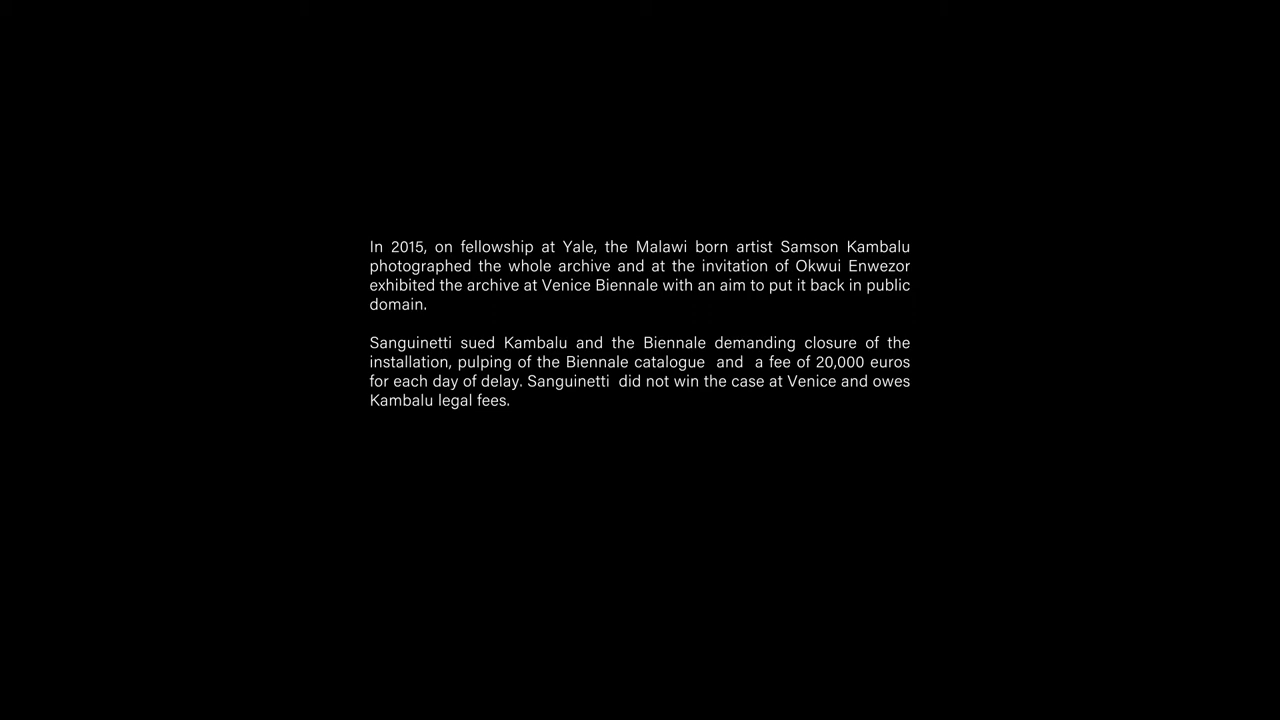 In 2015, on fellowship at Yale, the Malawi born artist Samson Kambalu
photographed the whole archive and at the invitation of Okwui Enwezor
exhibited the archive at Venice Biennale with an aim to put it back in public
domain.
Sanguinetti sued Kambalu and the Biennale demanding closure of the
installation, pulping of the Biennale catalogue  and  a fee of 20,000 euros
for each day of delay. Sanguinetti  did not win the case at Venice and owes
Kambalu legal fees.